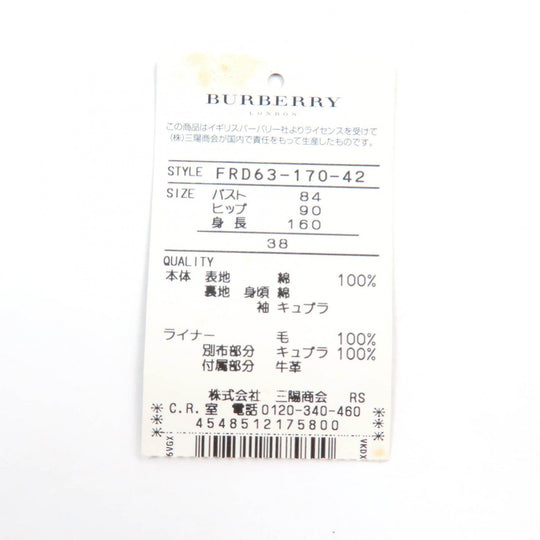 BURBERRY
LONDON
この商品はイギリスバーバリー社よりライセンスを受けて
(株)三陽商会が国内で責任をもって生産したものです。
STYLE FRD63-170-42
SIZE バスト 84
ヒップ 90
身長 160
38
QUALITY
本体 表地 綿 100%
裏地 身頃 綿
袖 キュプラ
ライナー 毛 100%
別布部分 キュプラ 100%
付属部分 牛革
株式会社 三陽商会 RS
C.R.室 電話0120-340-460
4548512175800